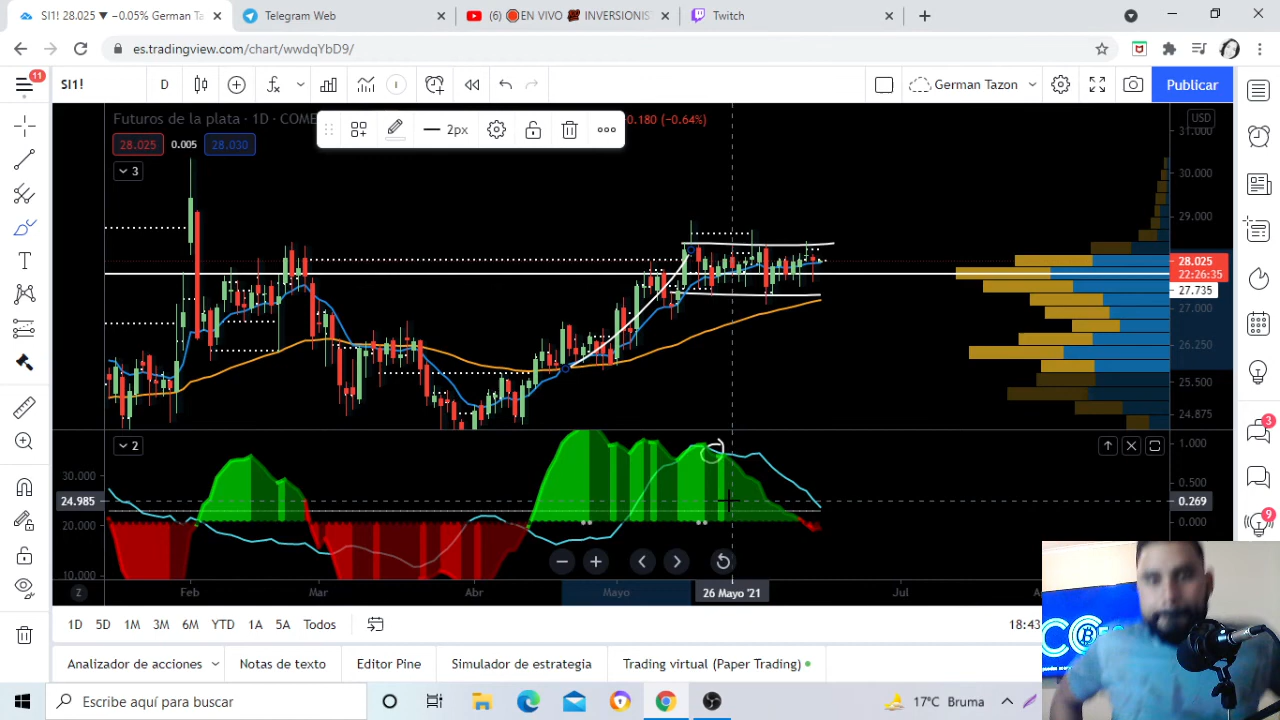 SI1! 28.025 ▼ −0.05% German Ta
Telegram Web
(6) 🔴EN VIVO INVERSIONIST
Twitch
es.tradingview.com/chart/wwdqYbD9/
11
SI1!
D
German Tazon
Publicar
Futuros de la plata · 1D · COME
2px
0.180 (−0.64%)
USD
28.025
0.005
28.030
3
31.000
30.000
29.000
28.025
22:26:35
27.735
27.000
26.250
25.500
24.875
2
30.000
24.985
20.000
10.000
1.000
0.500
0.269
0.000
3
9
Z
Feb
Mar
Abr
Mayo
26 Mayo '21
Jul
1D
5D
1M
3M
6M
YTD
1A
5A
Todos
18:43
Analizador de acciones
Notas de texto
Editor Pine
Simulador de estrategia
Trading virtual (Paper Trading)
Escribe aquí para buscar
17°C Bruma